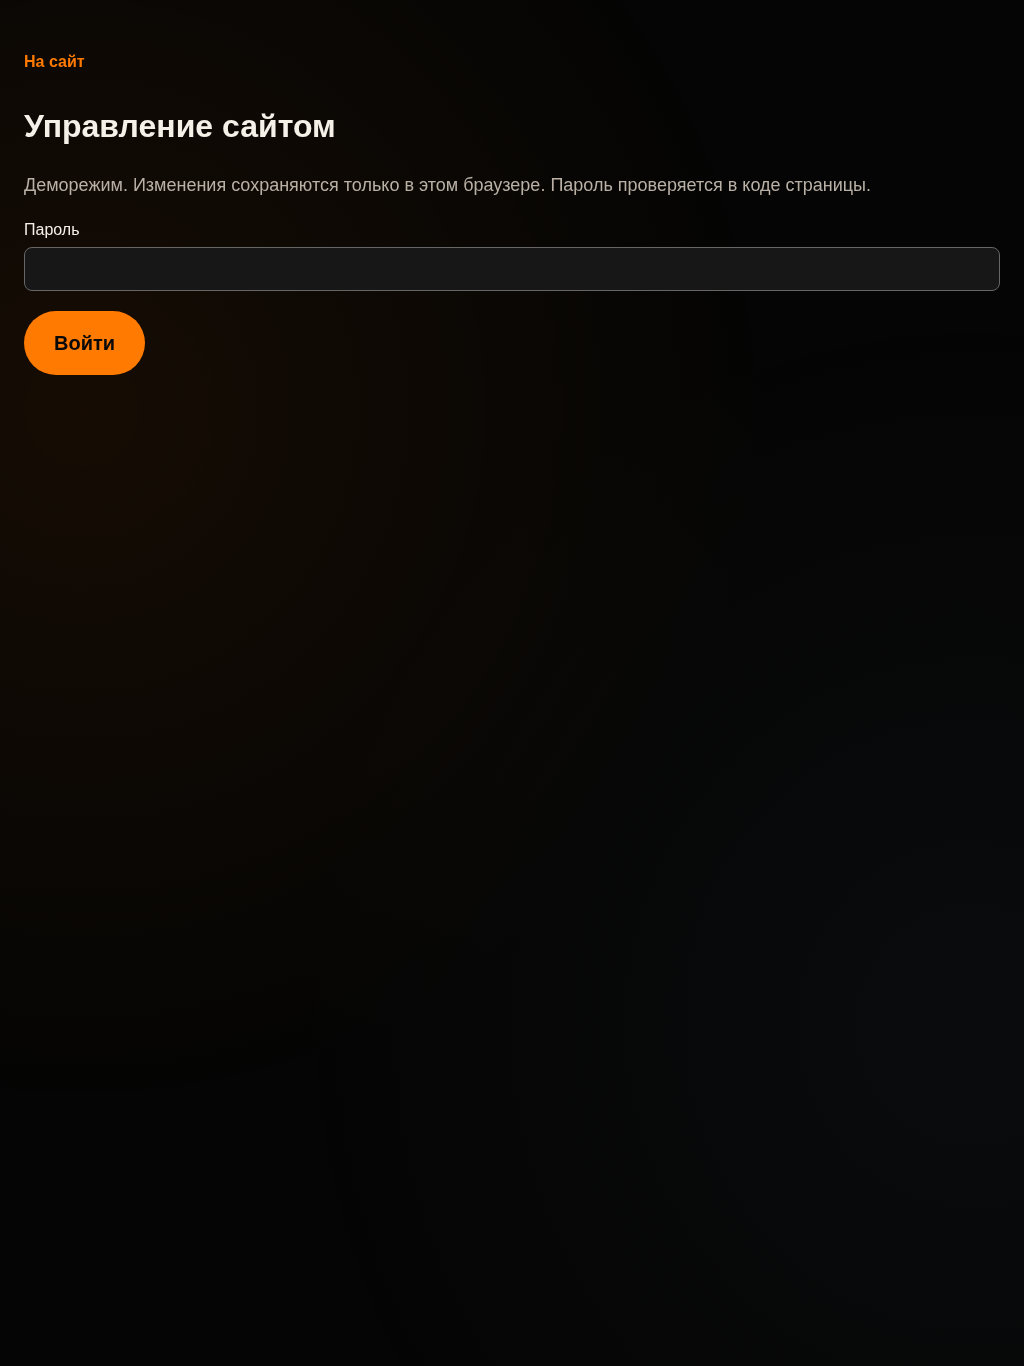 На сайт
Управление сайтом
Деморежим. Изменения сохраняются только в этом браузере. Пароль проверяется в коде страницы.
Пароль
Войти